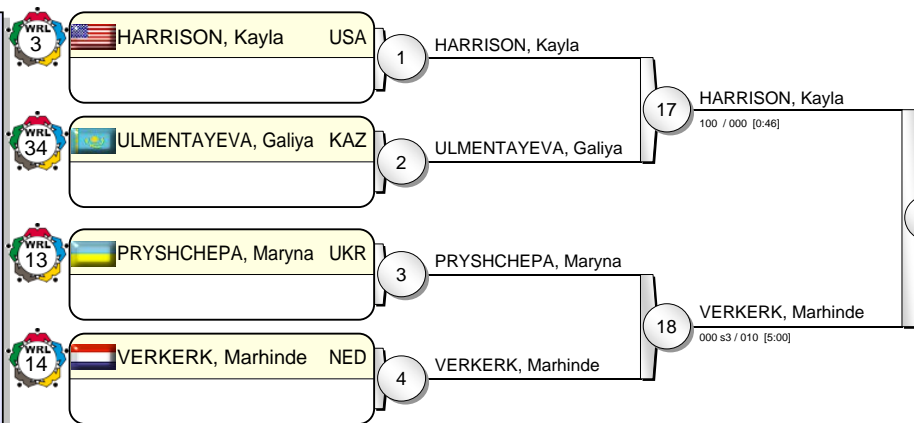 WRL
3
HARRISON, Kayla USA
1
HARRISON, Kayla
WRL
34
ULMENTAYEVA, Galiya KAZ
2
ULMENTAYEVA, Galiya
17
HARRISON, Kayla
100 / 000 [0:46]
WRL
13
PRYSHCHEPA, Maryna UKR
3
PRYSHCHEPA, Maryna
WRL
14
VERKERK, Marhinde NED
4
VERKERK, Marhinde
18
VERKERK, Marhinde
000 s3 / 010 [5:00]